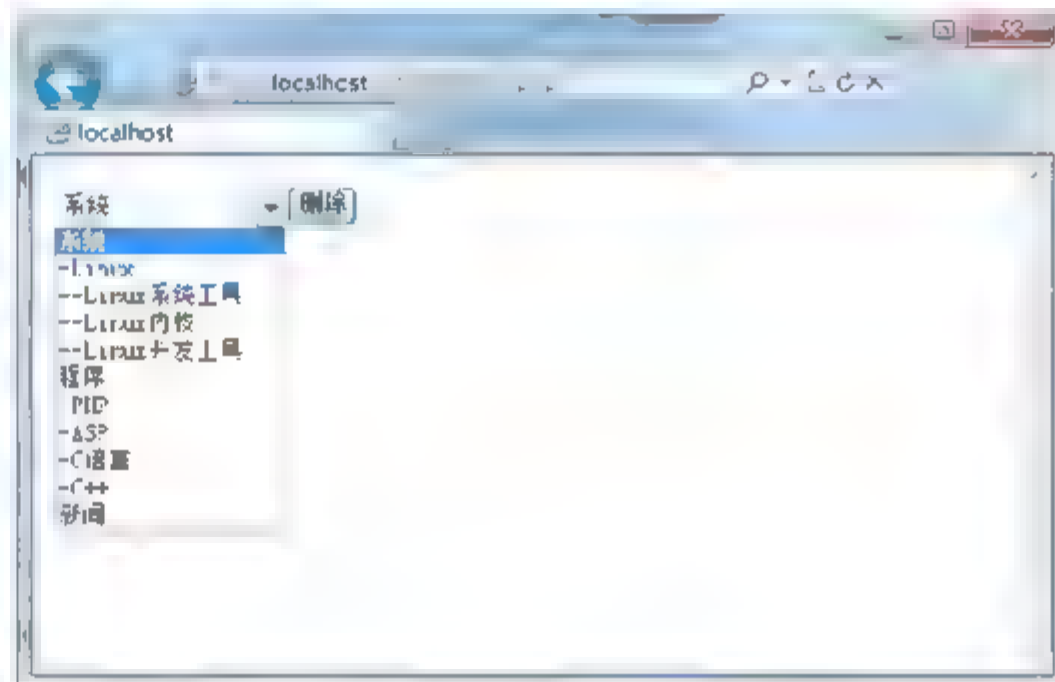 localhost
localhost
系统
删除
系统
-Linux
--Linux系统工具
--Linux内核
--Linux开发工具
程序
-ASP
-C语言
-C++
新闻